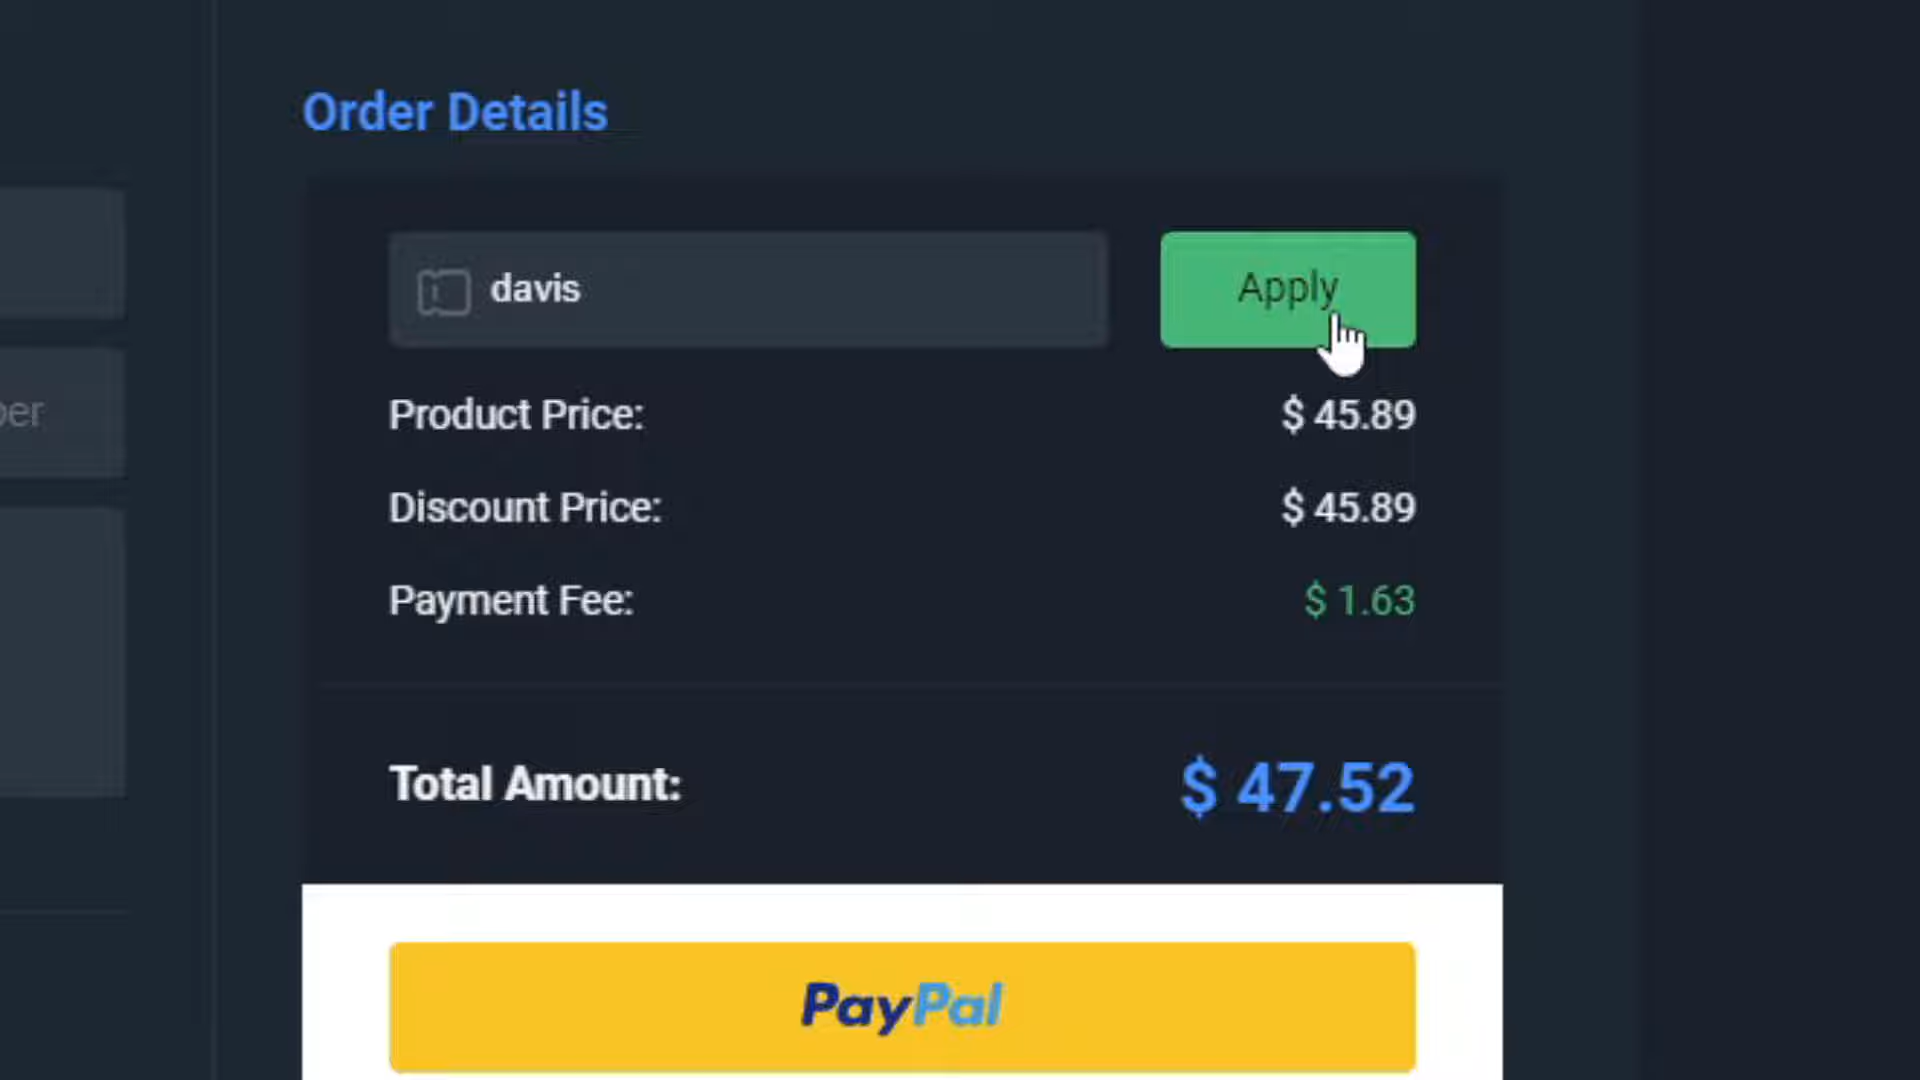 Order Details
davis
Apply
Product Price:
$ 45.89
Discount Price:
$ 45.89
Payment Fee:
$ 1.63
Total Amount:
$ 47.52
PayPal